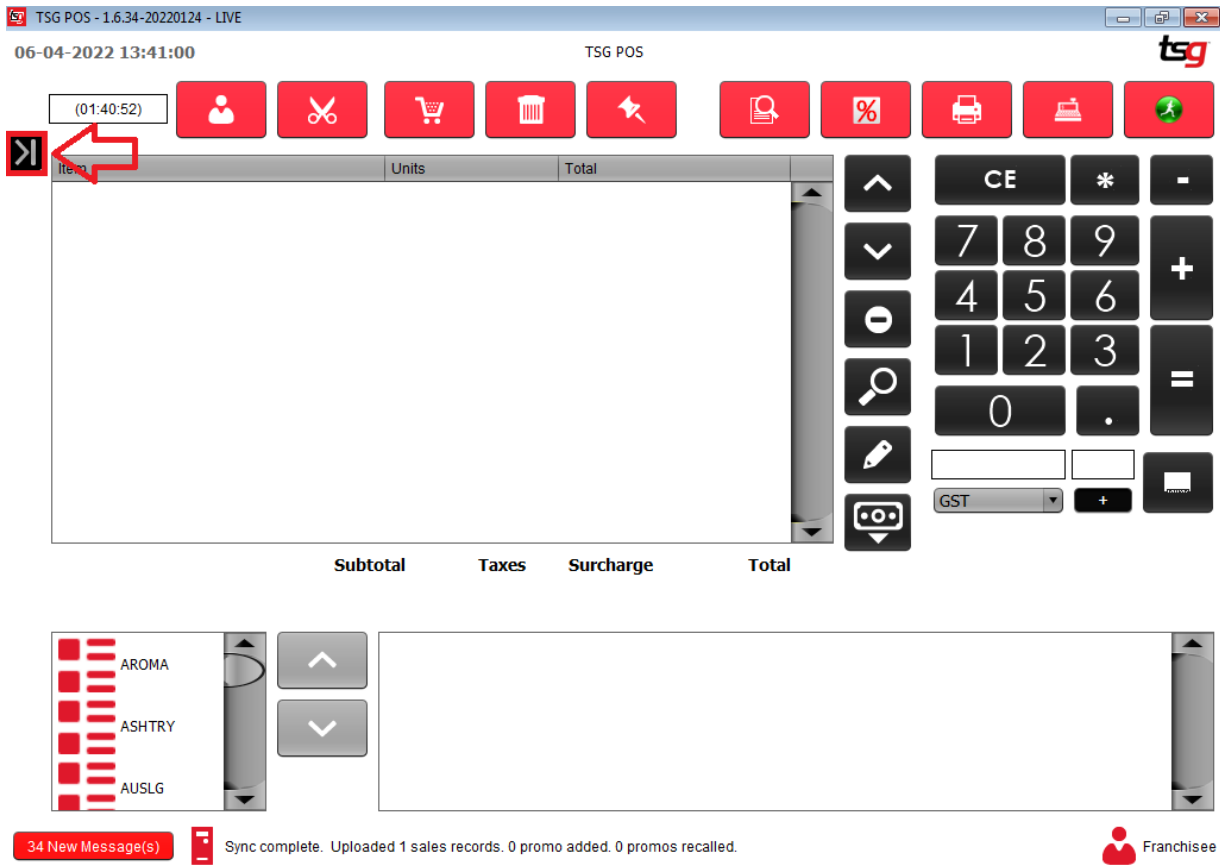 TSG POS - 1.6.34-20220124 - LIVE
06-04-2022 13:41:00
TSG POS
tsg
(01:40:52)
%
Item Units Total
CE * -
7 8 9 +
4 5 6
1 2 3 =
0 .
GST +
Subtotal Taxes Surcharge Total
AROMA
ASHTRY
AUSLG
34 New Message(s) Sync complete. Uploaded 1 sales records. 0 promo added. 0 promos recalled. Franchisee